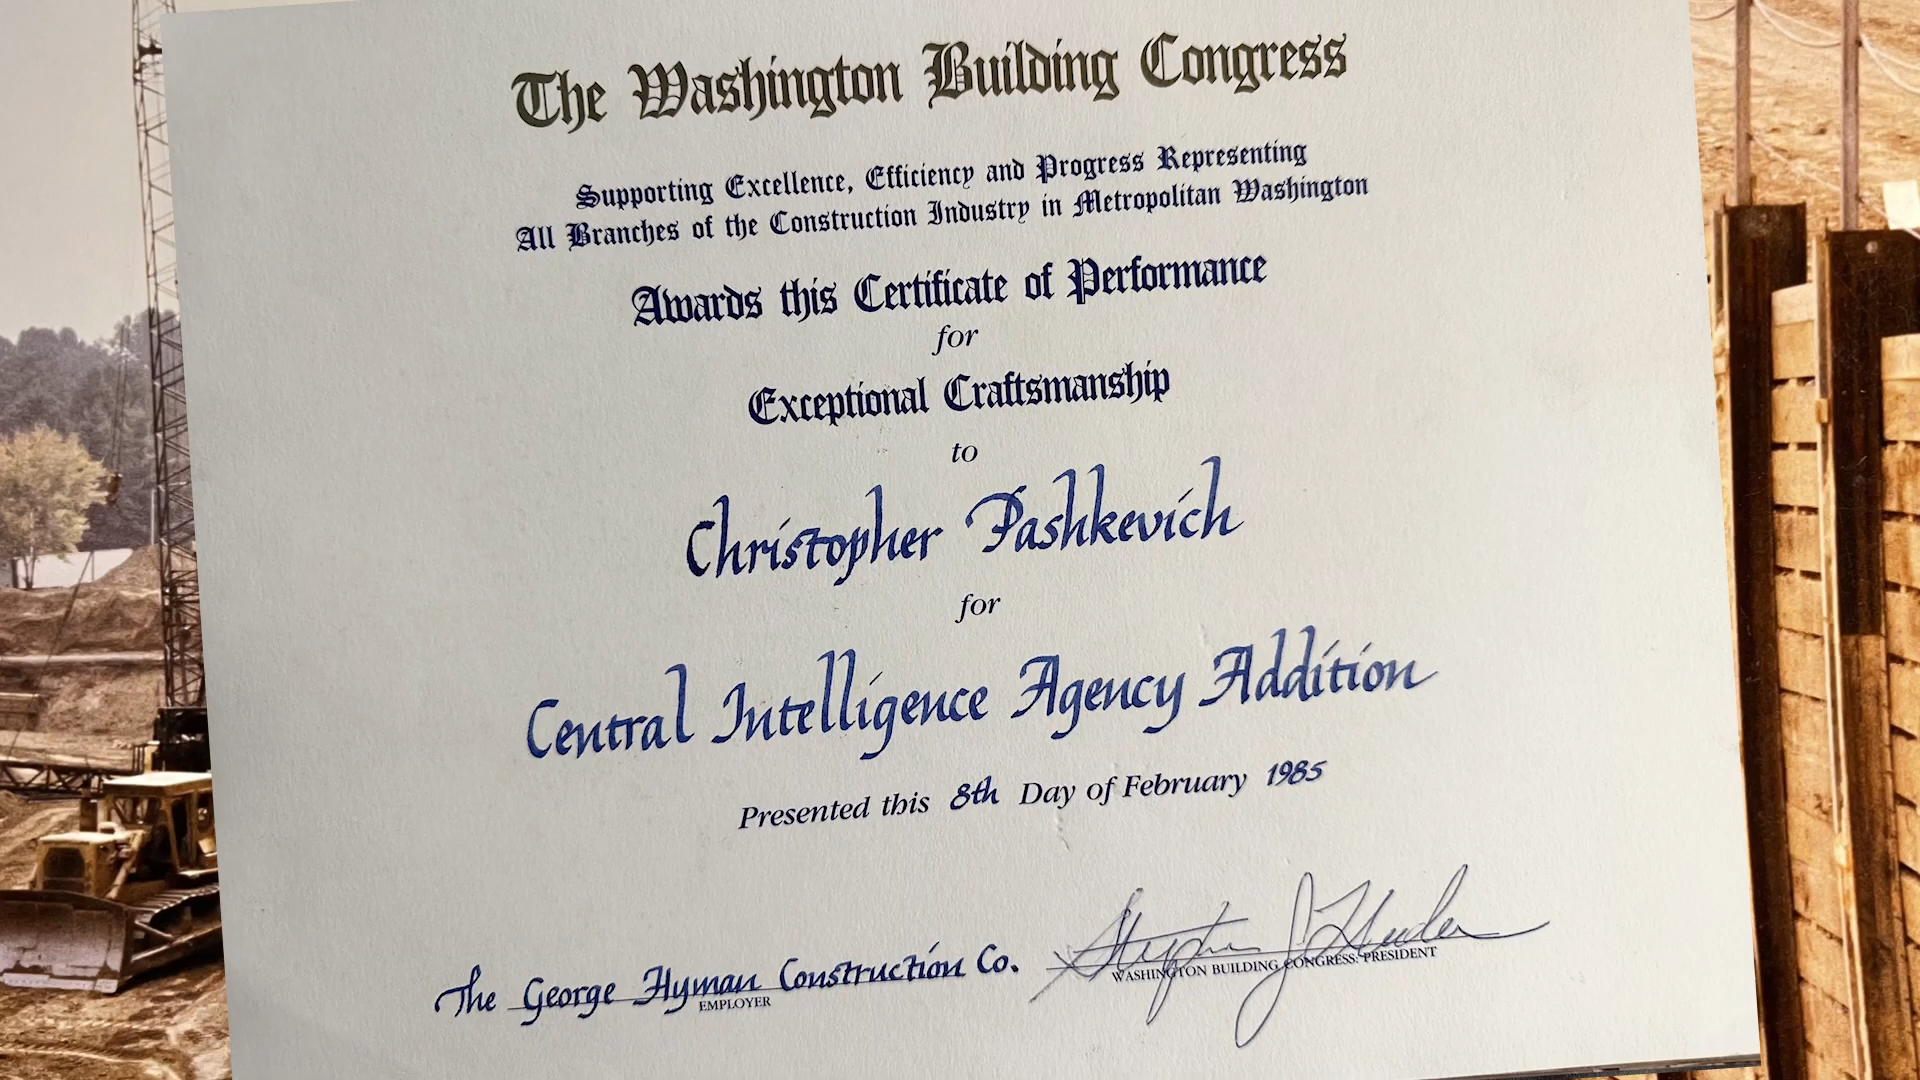 The Washington Building Congress
Supporting Excellence, Efficiency and Progress Representing
All Branches of the Construction Industry in Metropolitan Washington
Awards this Certificate of Performance
for
Exceptional Craftsmanship
to
Christopher Pashkevich
for
Central Intelligence Agency Addition
Presented this 8th Day of February 1985
The George Hyman Construction Co.
EMPLOYER
WASHINGTON BUILDING CONGRESS: PRESIDENT